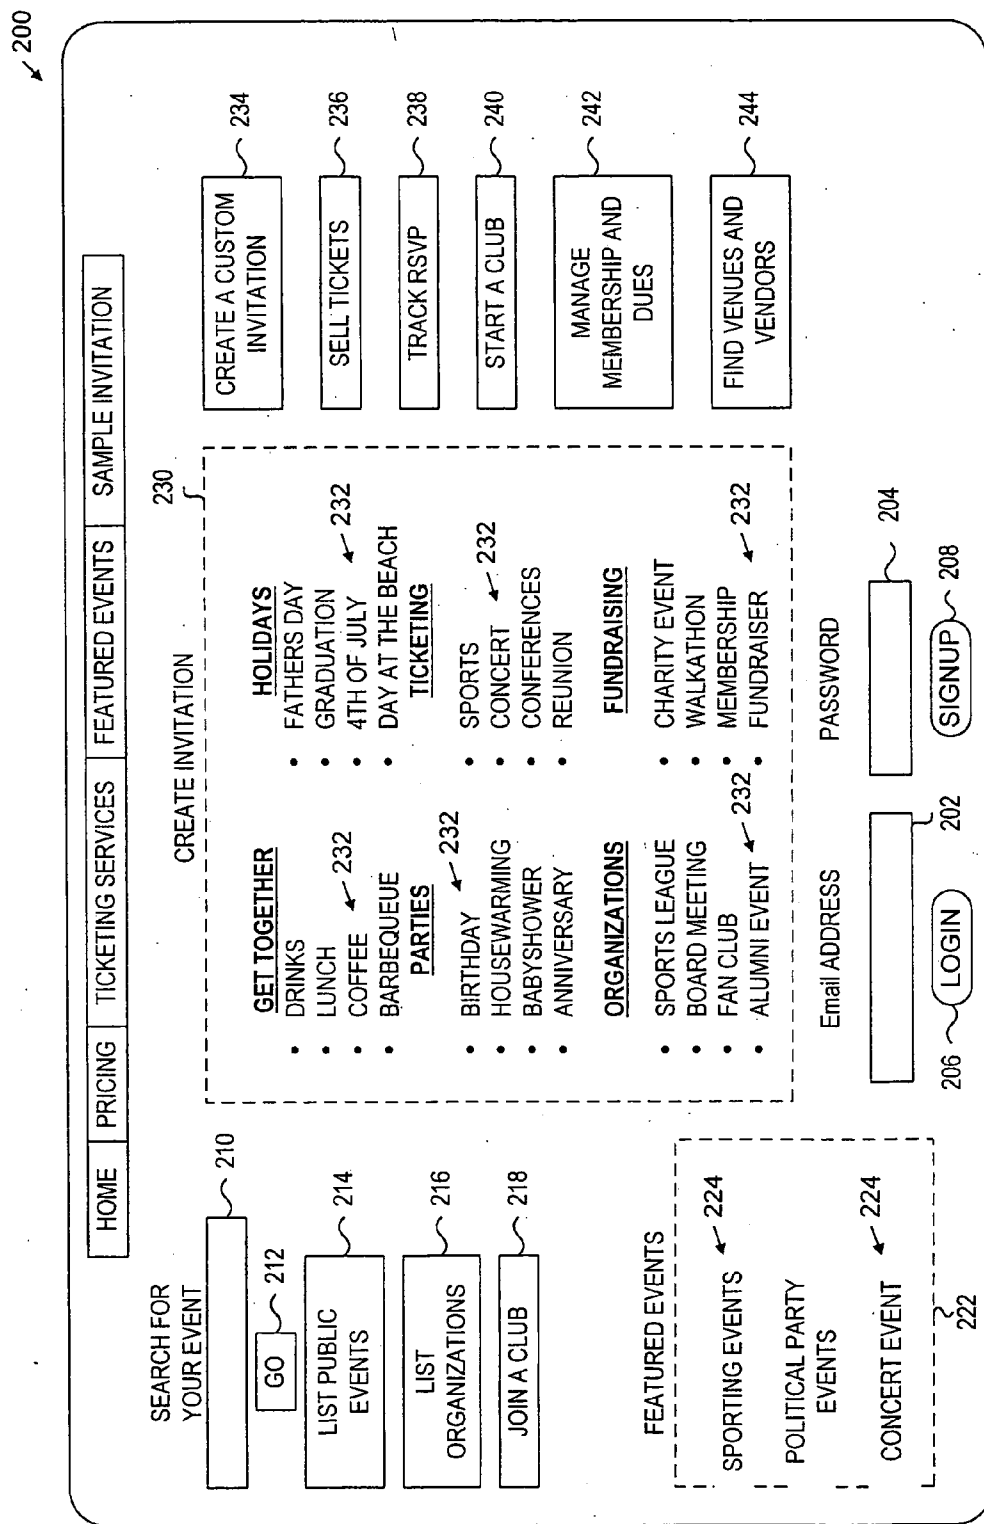 200
HOME PRICING TICKETING SERVICES FEATURED EVENTS SAMPLE INVITATION
SEARCH FOR
YOUR EVENT
210
GO 212
LIST PUBLIC
EVENTS
214
LIST
ORGANIZATIONS
216
JOIN A CLUB
218
FEATURED EVENTS
SPORTING EVENTS 224
POLITICAL PARTY
EVENTS
CONCERT EVENT 224
222
CREATE INVITATION
230
GET TOGETHER
• DRINKS
• LUNCH
• COFFEE 232
• BARBEQUE
PARTIES
• BIRTHDAY 232
• HOUSEWARMING
• BABYSHOWER
• ANNIVERSARY
ORGANIZATIONS
• SPORTS LEAGUE
• BOARD MEETING
• FAN CLUB
• ALUMNI EVENT 232
HOLIDAYS
• FATHERS DAY
• GRADUATION
• 4TH OF JULY 232
• DAY AT THE BEACH
TICKETING
• SPORTS
• CONCERT 232
• CONFERENCES
• REUNION
FUNDRAISING
• CHARITY EVENT
• WALKATHON
• MEMBERSHIP
• FUNDRAISER 232
Email ADDRESS
202
PASSWORD
204
206 LOGIN
SIGNUP 208
CREATE A CUSTOM
INVITATION
234
SELL TICKETS
236
TRACK RSVP
238
START A CLUB
240
MANAGE
MEMBERSHIP AND
DUES
242
FIND VENUES AND
VENDORS
244